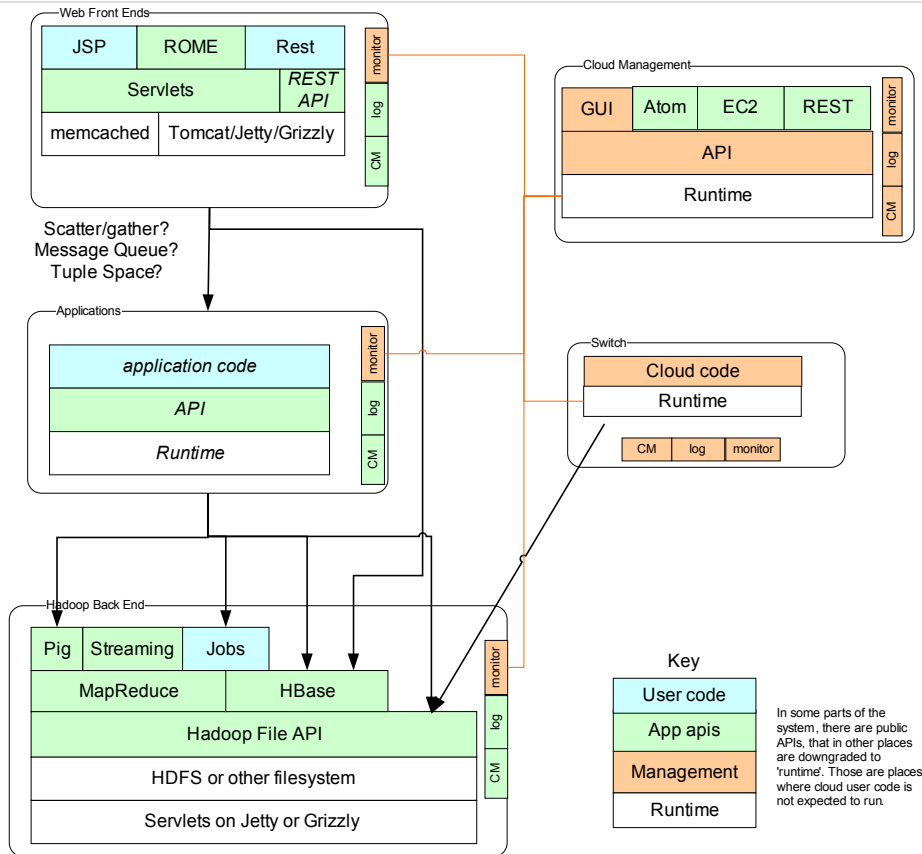 Web Front Ends
JSP
ROME
Rest
Servlets
REST
API
memcached
Tomcat/Jetty/Grizzly
monitor
log
CM
Cloud Management
GUI
Atom
EC2
REST
API
Runtime
monitor
log
CM
Scatter/gather?
Message Queue?
Tuple Space?
Applications
application code
API
Runtime
monitor
log
CM
Switch
Cloud code
Runtime
CM
log
monitor
Hadoop Back End
Pig
Streaming
Jobs
MapReduce
HBase
Hadoop File API
HDFS or other filesystem
Servlets on Jetty or Grizzly
monitor
log
CM
Key
User code
App apis
Management
Runtime
In some parts of the
system, there are public
APIs, that in other places
are downgraded to
'runtime'. Those are places
where cloud user code is
not expected to run.